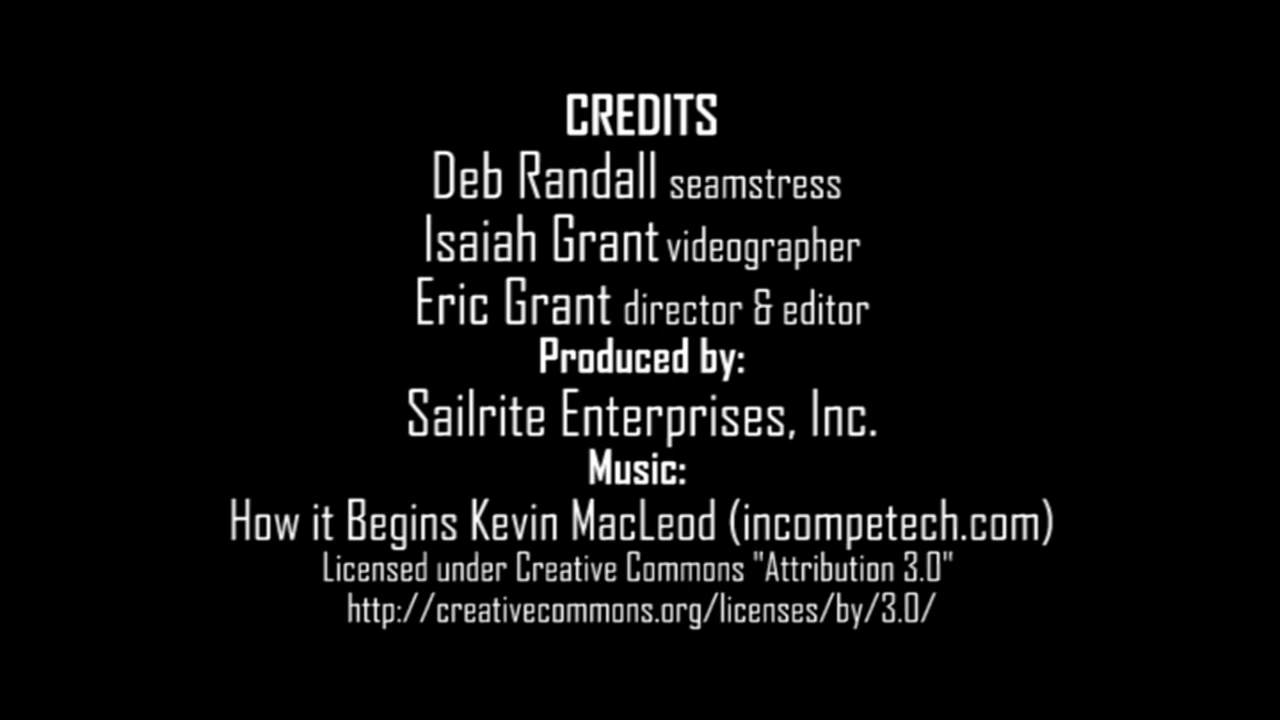 CREDITS
Deb Randall seamstress
Isaiah Grant videographer
Eric Grant director & editor
Produced by:
Sailrite Enterprises, Inc.
Music:
How it Begins Kevin MacLeod (incompetech.com)
Licensed under Creative Commons "Attribution 3.0"
http://creativecommons.org/licenses/by/3.0/